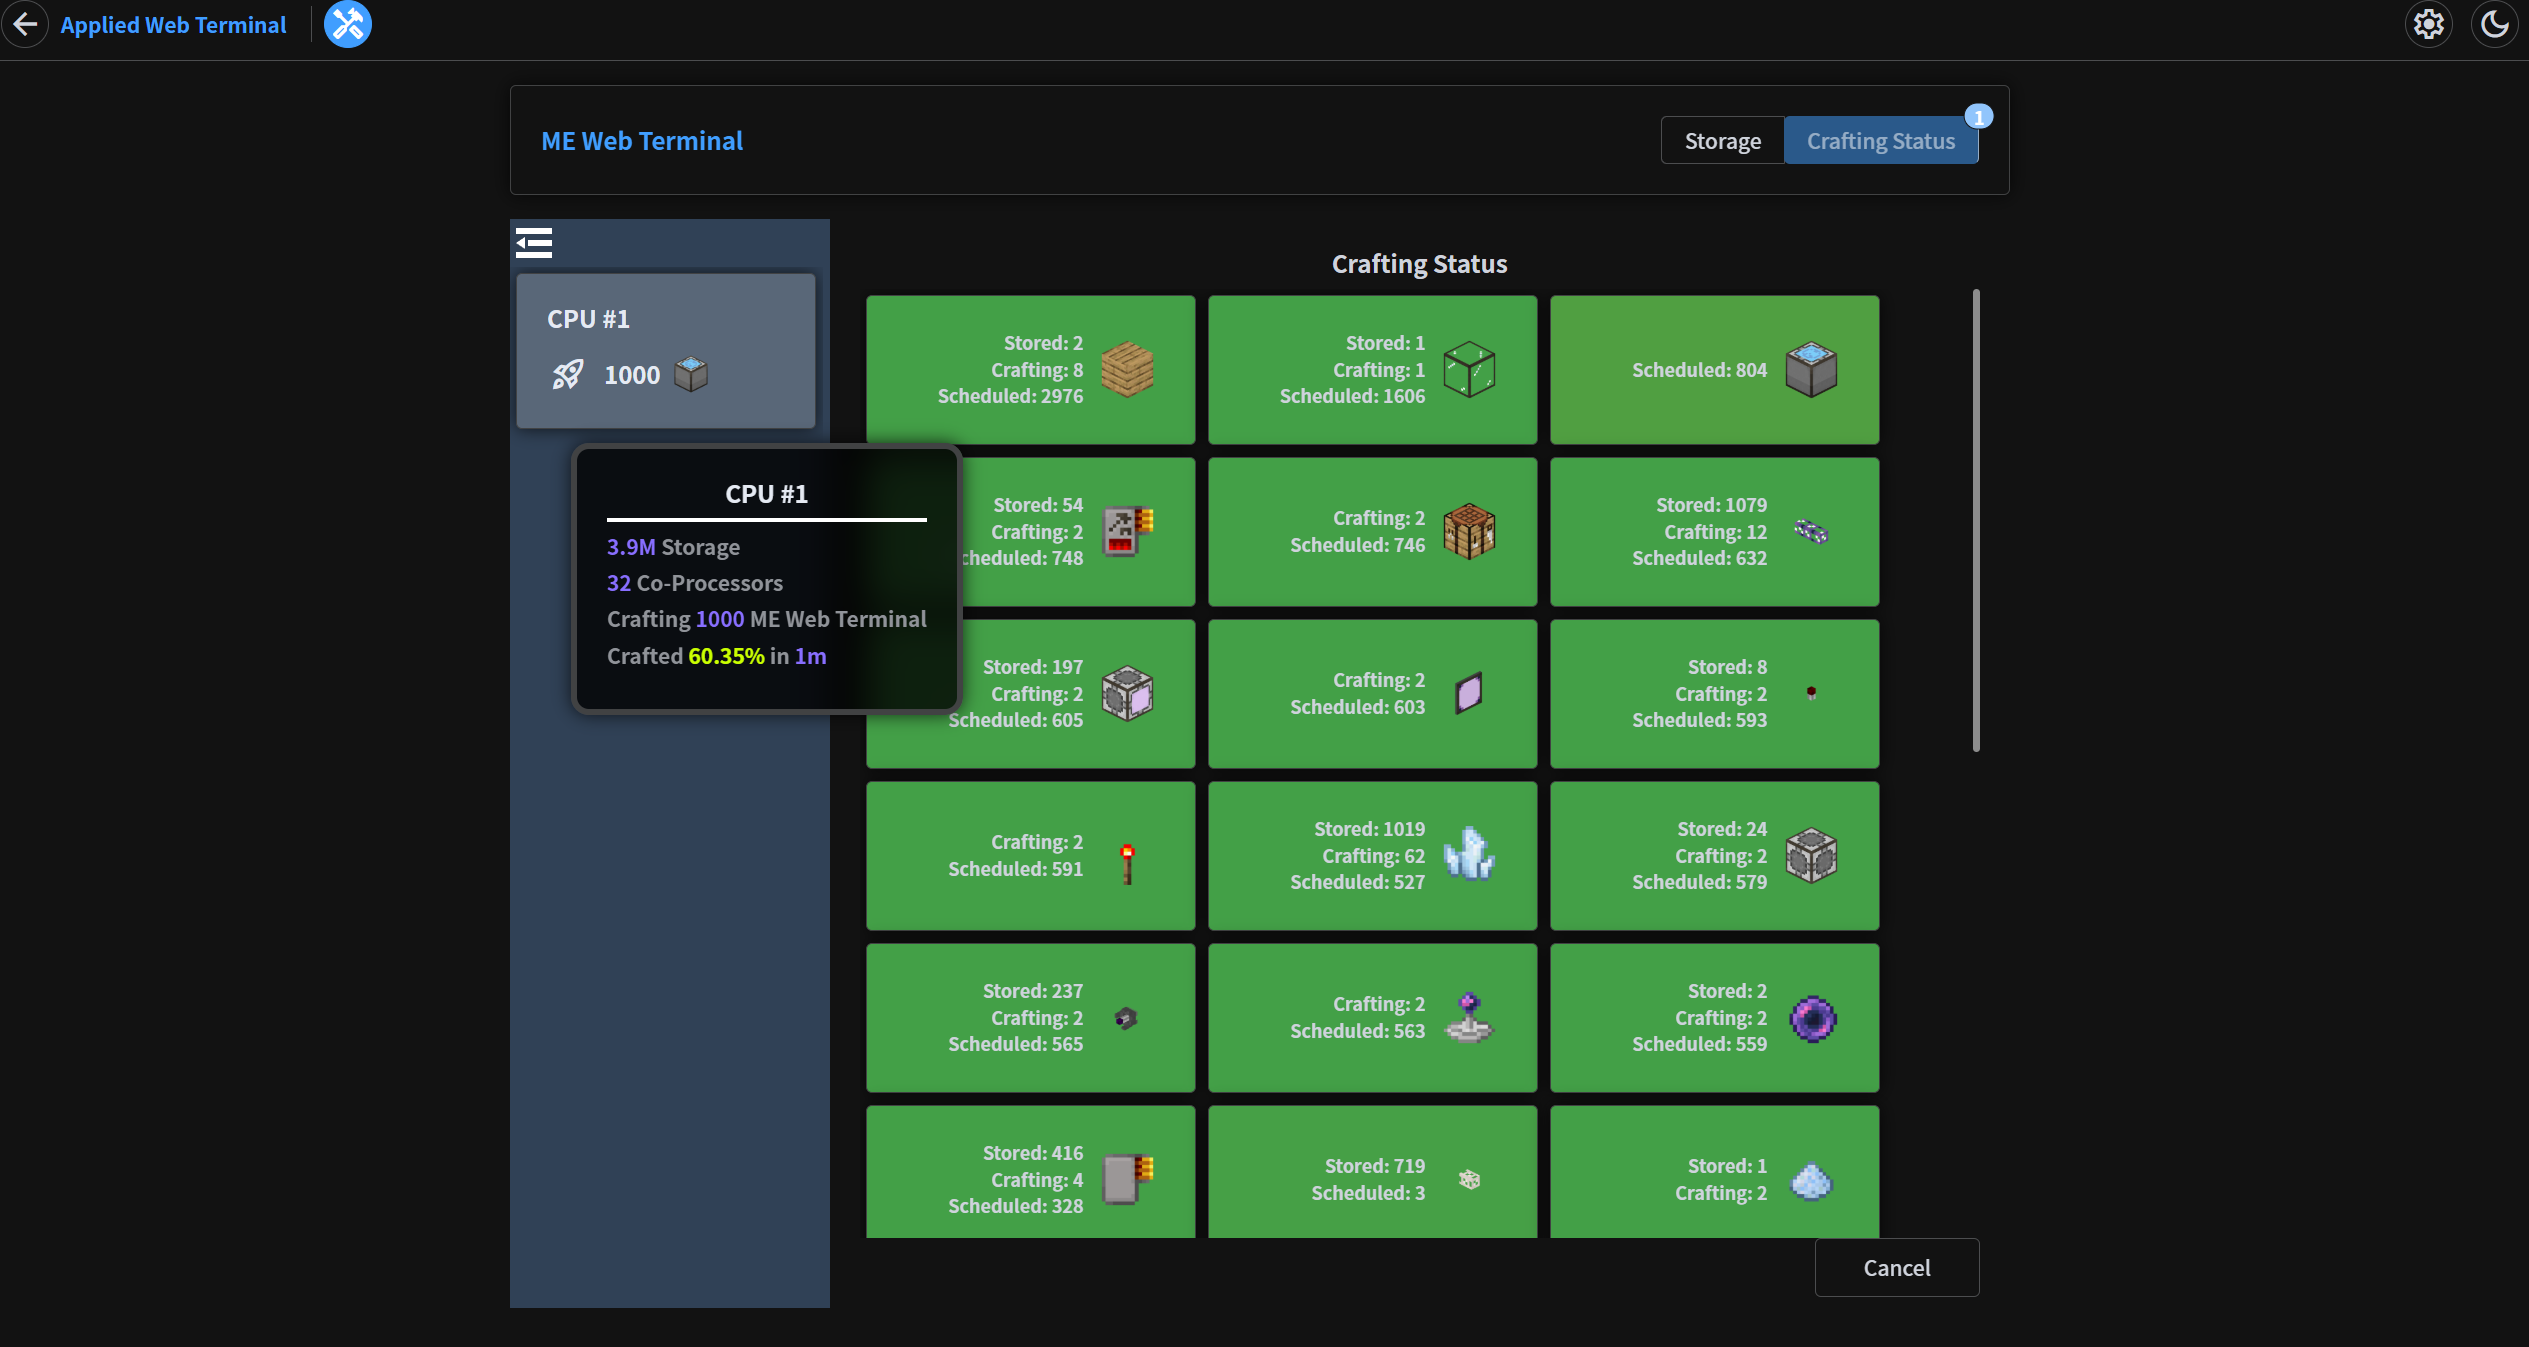 Applied Web Terminal
ME Web Terminal
Storage
Crafting Status
1
CPU #1
1000
Crafting Status
Stored: 2
Crafting: 8
Scheduled: 2976
Stored: 1
Crafting: 1
Scheduled: 1606
Scheduled: 804
CPU #1
3.9M Storage
32 Co-Processors
Crafting 1000 ME Web Terminal
Crafted 60.35% in 1m
Stored: 54
Crafting: 2
cheduled: 748
Crafting: 2
Scheduled: 746
Stored: 1079
Crafting: 12
Scheduled: 632
Stored: 197
Crafting: 2
Scheduled: 605
Crafting: 2
Scheduled: 603
Stored: 8
Crafting: 2
Scheduled: 593
Crafting: 2
Scheduled: 591
Stored: 1019
Crafting: 62
Scheduled: 527
Stored: 24
Crafting: 2
Scheduled: 579
Stored: 237
Crafting: 2
Scheduled: 565
Crafting: 2
Scheduled: 563
Stored: 2
Crafting: 2
Scheduled: 559
Stored: 416
Crafting: 4
Scheduled: 328
Stored: 719
Scheduled: 3
Stored: 1
Crafting: 2
Cancel